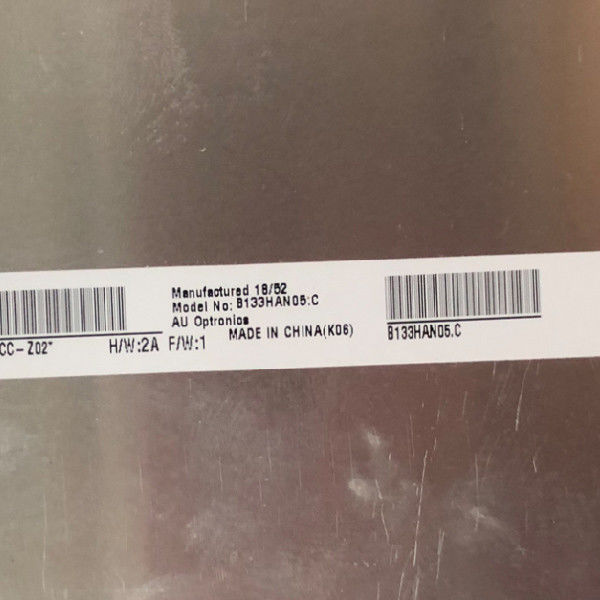 Manufactured 18/52
Model No: B133HAN05.C
AU Optronics
MADE IN CHINA(K06)
CC-Z02*
H/W:2A F/W:1
B133HAN05.C